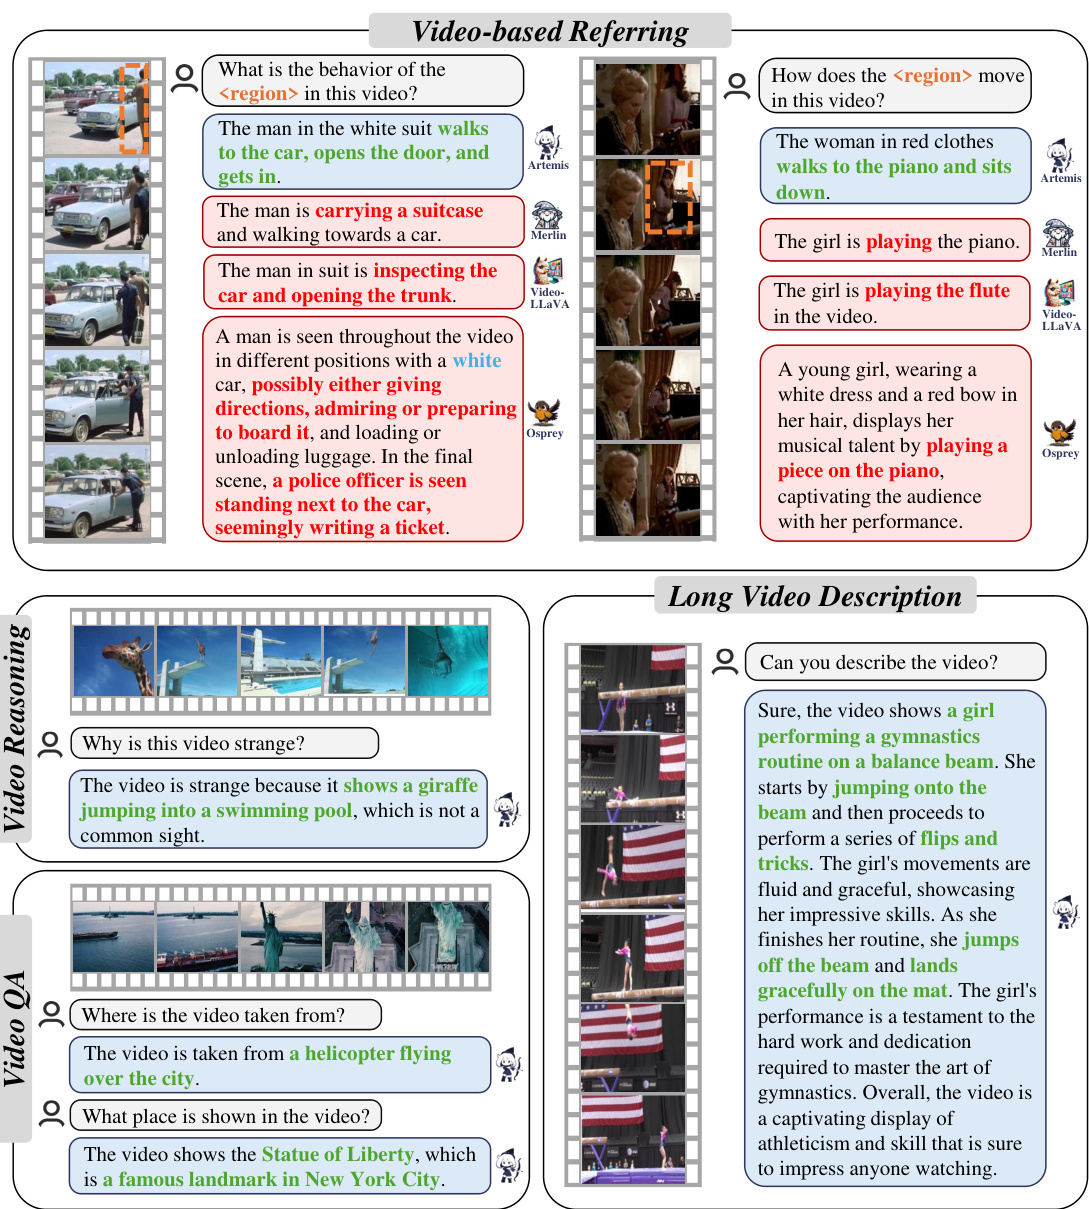 Video-based Referring
What is the behavior of the
<region> in this video?
The man in the white suit walks
to the car, opens the door, and
gets in.
Artemis
The man is carrying a suitcase
and walking towards a car.
Merlin
The man in suit is inspecting the
car and opening the trunk.
Video-
LLaVA
A man is seen throughout the video
in different positions with a white
car, possibly either giving
directions, admiring or preparing
to board it, and loading or
unloading luggage. In the final
scene, a police officer is seen
standing next to the car,
seemingly writing a ticket.
Osprey
How does the <region> move
in this video?
The woman in red clothes
walks to the piano and sits
down.
Artemis
The girl is playing the piano.
Merlin
The girl is playing the flute
in the video.
Video-
LLaVA
A young girl, wearing a
white dress and a red bow in
her hair, displays her
musical talent by playing a
piece on the piano,
captivating the audience
with her performance.
Osprey
Video Reasoning
Why is this video strange?
The video is strange because it shows a giraffe
jumping into a swimming pool, which is not a
common sight.
Video QA
Where is the video taken from?
The video is taken from a helicopter flying
over the city.
What place is shown in the video?
The video shows the Statue of Liberty, which
is a famous landmark in New York City.
Long Video Description
Can you describe the video?
Sure, the video shows a girl
performing a gymnastics
routine on a balance beam. She
starts by jumping onto the
beam and then proceeds to
perform a series of flips and
tricks. The girl's movements are
fluid and graceful, showcasing
her impressive skills. As she
finishes her routine, she jumps
off the beam and lands
gracefully on the mat. The girl's
performance is a testament to the
hard work and dedication
required to master the art of
gymnastics. Overall, the video is
a captivating display of
athleticism and skill that is sure
to impress anyone watching.